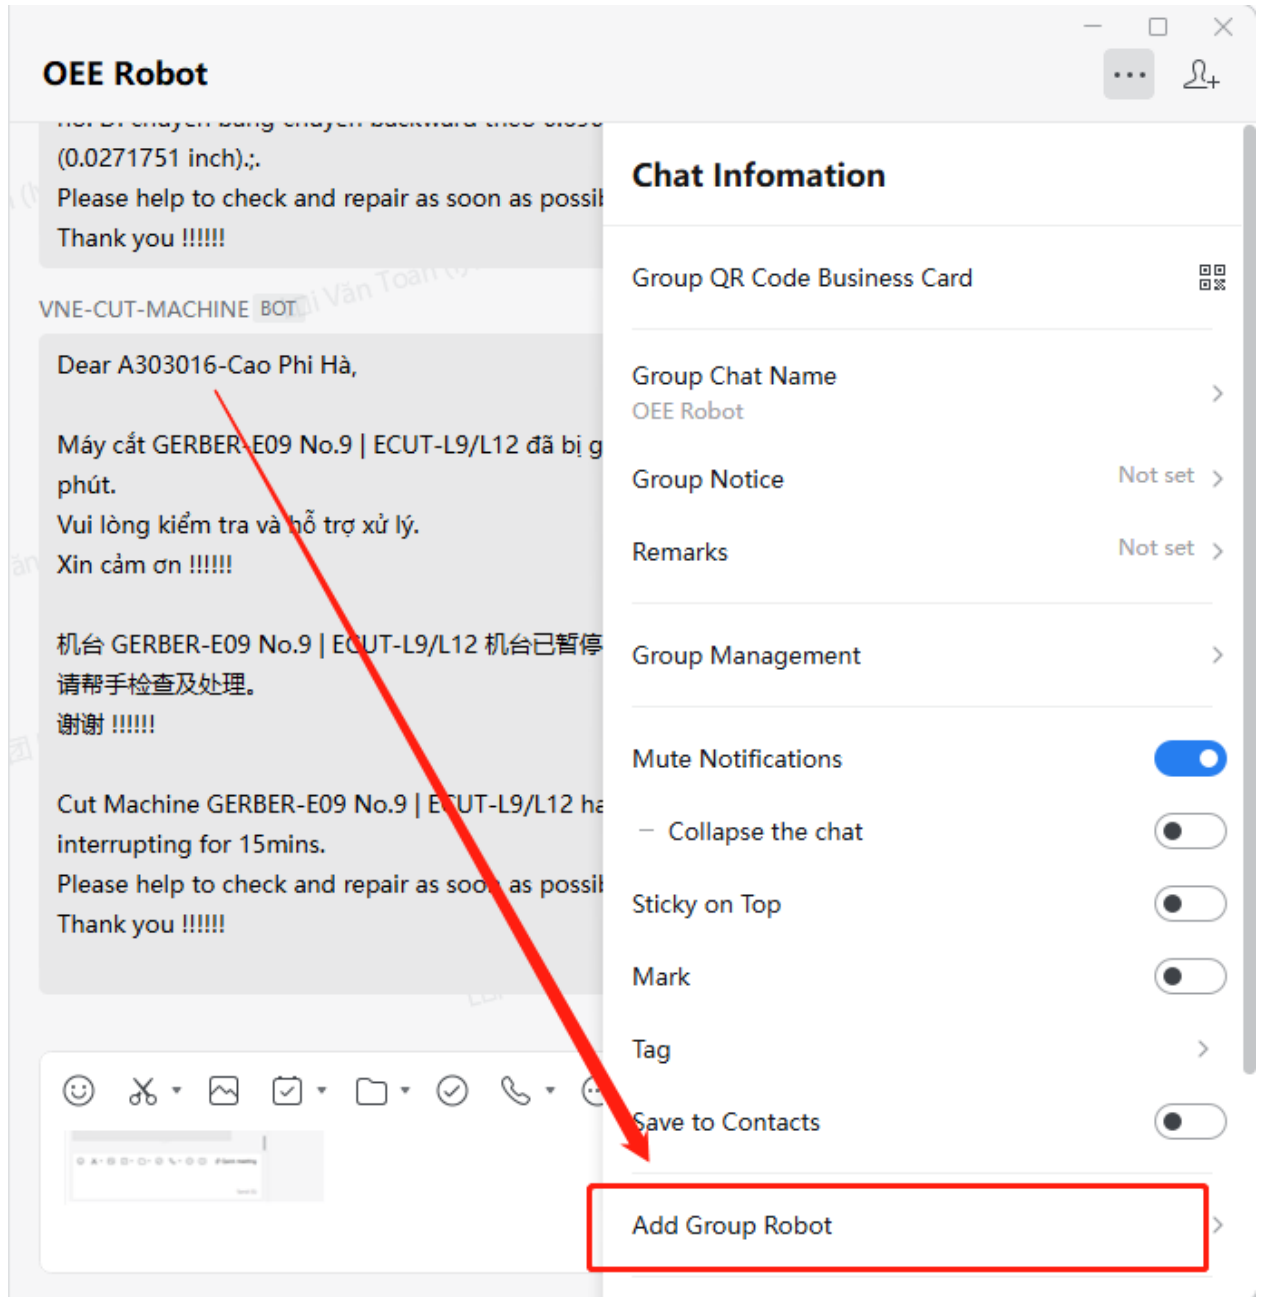 OEE Robot
(0.0271751 inch).;.
Please help to check and repair as soon as possib
Thank you !!!!!!
VNE-CUT-MACHINE BOT
Dear A303016-Cao Phi Hà,
Máy cắt GERBER-E09 No.9 | ECUT-L9/L12 đã bị g
phút.
Vui lòng kiểm tra và hỗ trợ xử lý.
Xin cảm ơn !!!!!!
机台 GERBER-E09 No.9 | ECUT-L9/L12 机台已暂停
请帮手检查及处理。
谢谢 !!!!!!
Cut Machine GERBER-E09 No.9 | ECUT-L9/L12 ha
interrupting for 15mins.
Please help to check and repair as soon as possib
Thank you !!!!!!
Chat Infomation
Group QR Code Business Card
Group Chat Name
OEE Robot
Group Notice
Not set
Remarks
Not set
Group Management
Mute Notifications
Collapse the chat
Sticky on Top
Mark
Tag
Save to Contacts
Add Group Robot